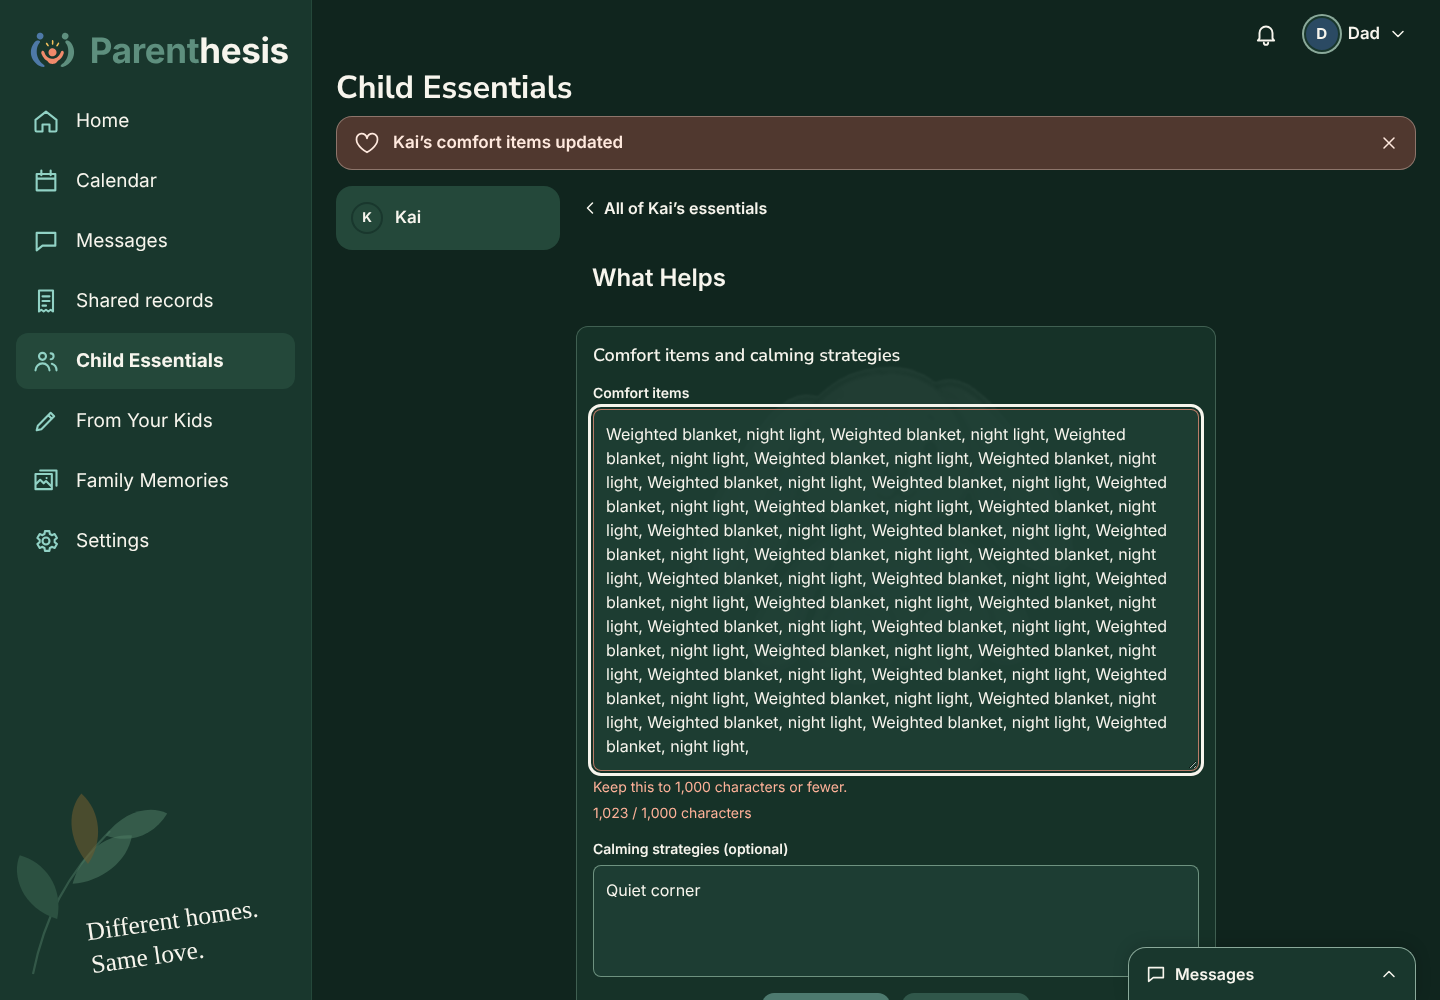 Parenthesis
Home
Calendar
Messages
Shared records
Child Essentials
From Your Kids
Family Memories
Settings
Different homes.
Same love.
D
Dad
Child Essentials
Kai’s comfort items updated
K
Kai
All of Kai’s essentials
What Helps
Comfort items and calming strategies
Comfort items
Weighted blanket, night light, Weighted blanket, night light, Weighted
blanket, night light, Weighted blanket, night light, Weighted blanket, night
light, Weighted blanket, night light, Weighted blanket, night light, Weighted
blanket, night light, Weighted blanket, night light, Weighted blanket, night
light, Weighted blanket, night light, Weighted blanket, night light, Weighted
blanket, night light, Weighted blanket, night light, Weighted blanket, night
light, Weighted blanket, night light, Weighted blanket, night light, Weighted
blanket, night light, Weighted blanket, night light, Weighted blanket, night
light, Weighted blanket, night light, Weighted blanket, night light, Weighted
blanket, night light, Weighted blanket, night light, Weighted blanket, night
light, Weighted blanket, night light, Weighted blanket, night light, Weighted
blanket, night light, Weighted blanket, night light, Weighted blanket, night
light, Weighted blanket, night light, Weighted blanket, night light, Weighted
blanket, night light,
Keep this to 1,000 characters or fewer.
1,023 / 1,000 characters
Calming strategies (optional)
Quiet corner
Messages